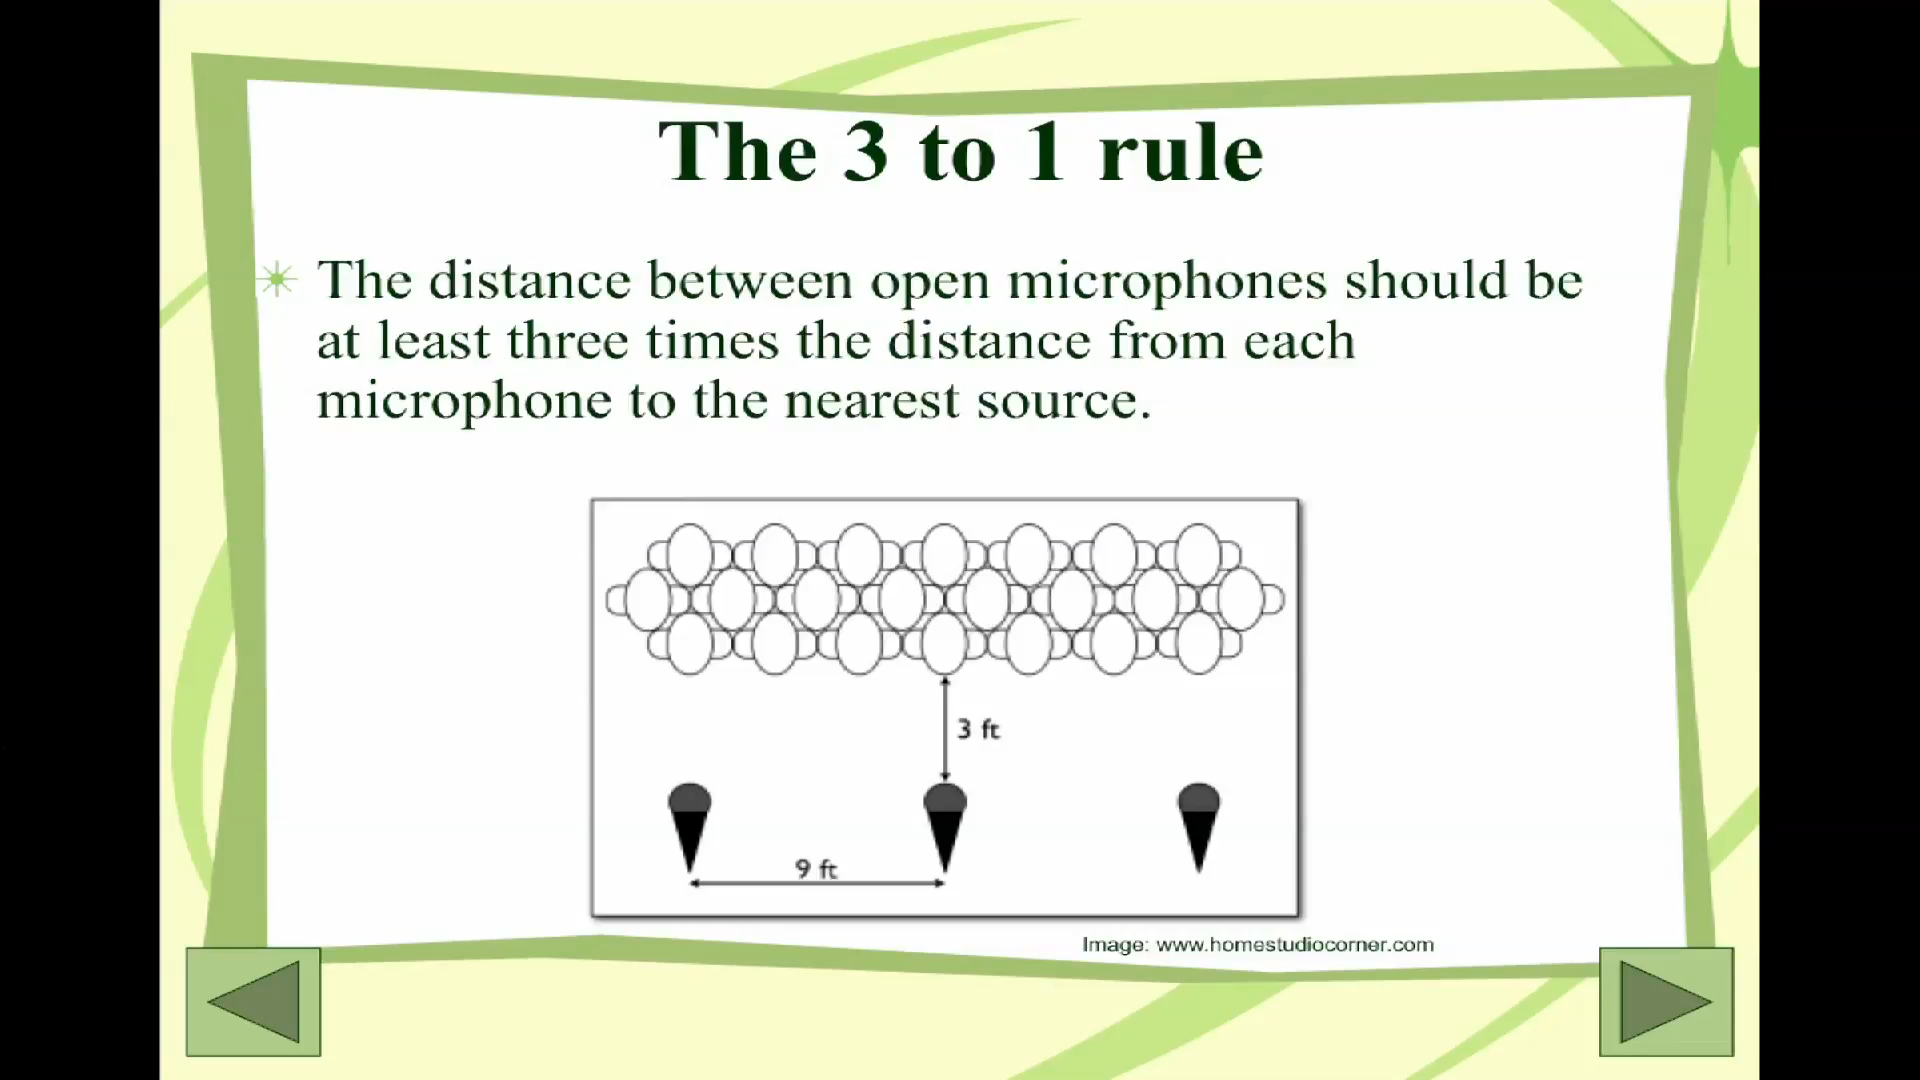 The 3 to 1 rule
The distance between open microphones should be
at least three times the distance from each
microphone to the nearest source.
3 ft
9 ft
Image: www.homestudiocorner.com